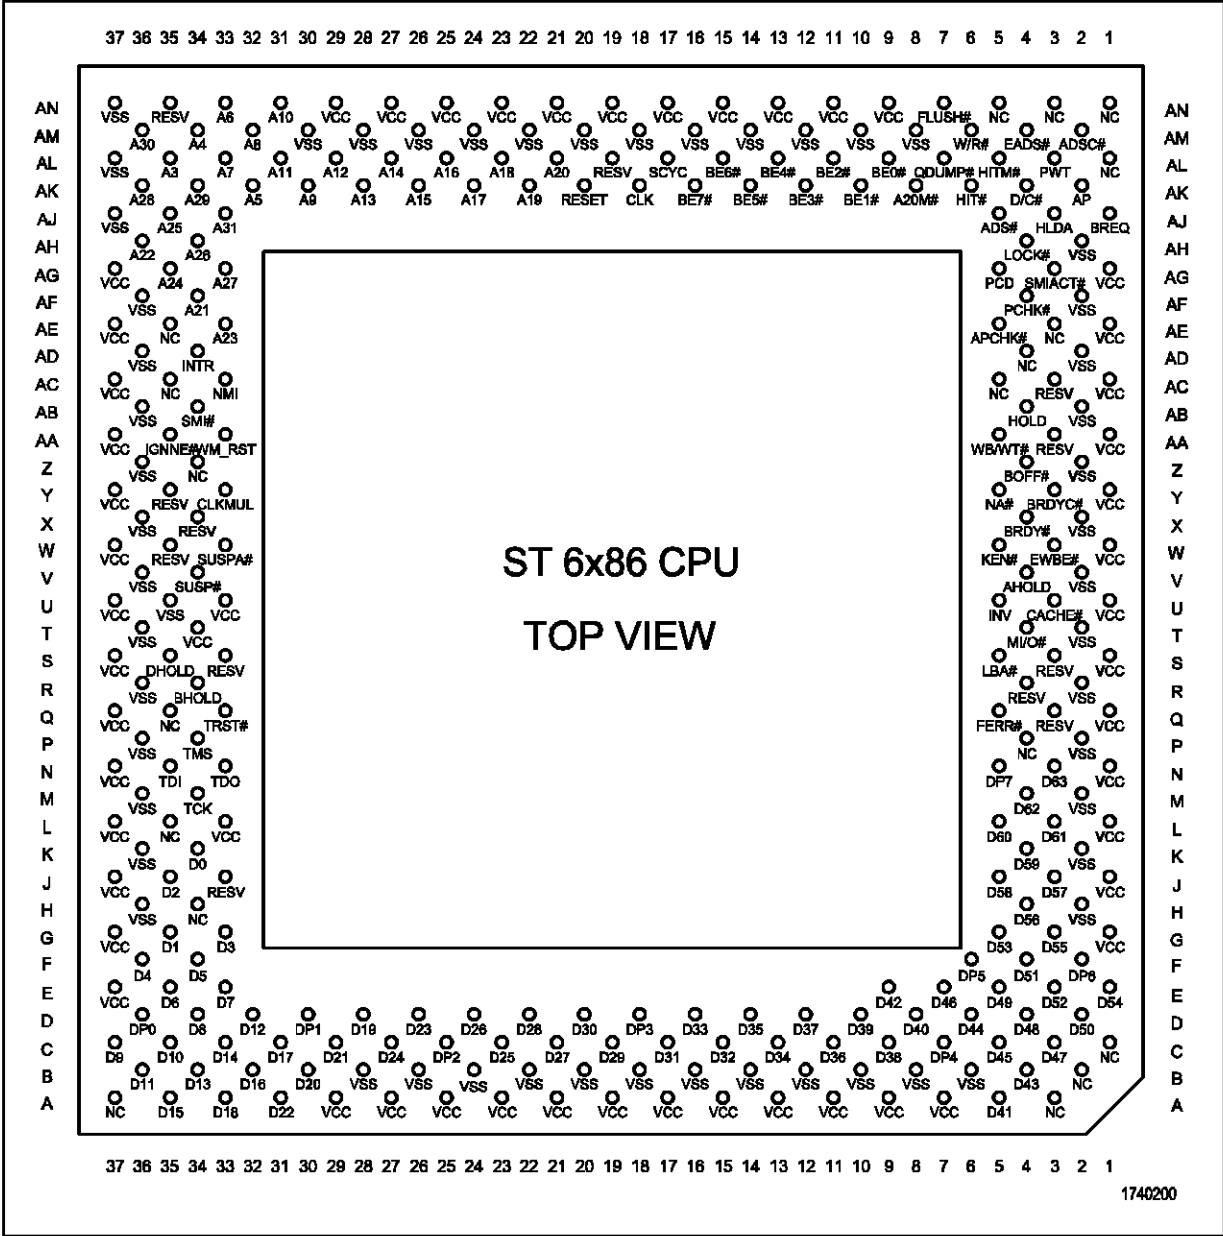 37 36 35 34 33 32 31 30 29 28 27 26 25 24 23 22 21 20 19 18 17 16 15 14 13 12 11 10 9 8 7 6 5 4 3 2 1
AN VSS RESV A6 A10 VCC VCC VCC VCC VCC VCC VCC VCC VCC VCC VCC FLUSH# NC NC NC AN
AM A30 A4 A8 VSS VSS VSS VSS VSS VSS VSS VSS VSS VSS VSS VSS W/R# EADS# ADSC# AM
AL VSS A3 A7 A11 A12 A14 A16 A18 A20 RESV SCYC BE6# BE4# BE2# BE0# QDUMP# HITM# PWT NC AL
AK A28 A29 A5 A9 A13 A15 A17 A19 RESET CLK BE7# BE5# BE3# BE1# A20M# HIT# D/C# AP AK
AJ VSS A25 A31 ADS# HLDA BREQ AJ
AH A22 A26 LOCK# VSS AH
AG VCC A24 A27 PCD SMIACT# VCC AG
AF VSS A21 PCHK# VSS AF
AE VCC NC A23 APCHK# NC VCC AE
AD VSS INTR NC VSS AD
AC VCC NC NMI NC RESV VCC AC
AB VSS SMI# HOLD VSS AB
AA VCC IGNNE# WM_RST WB/WT# RESV VCC AA
Z VSS NC BOFF# VSS Z
Y VCC RESV CLKMUL NA# BRDYC# VCC Y
X VSS RESV BRDY# VSS X
W VCC RESV SUSPA# KEN# EWBE# VCC W
V VSS SUSP# AHOLD VSS V
U VCC VSS VCC INV CACHE# VCC U
T VSS VCC MI/O# VSS T
S VCC DHOLD RESV LBA# RESV VCC S
R VSS BHOLD RESV VSS R
Q VCC NC TRST# FERR# RESV VCC Q
P VSS TMS NC VSS P
N VCC TDI TDO DP7 D63 VCC N
M VSS TCK D62 VSS M
L VCC NC VCC D60 D61 VCC L
K VSS D0 D59 VSS K
J VCC D2 RESV D58 D57 VCC J
H VSS NC D56 VSS H
G VCC D1 D3 D53 D55 VCC G
F D4 D5 DP5 D51 DP6 F
E VCC D6 D7 D42 D46 D49 D52 D54 E
D DP0 D8 D12 DP1 D19 D23 D26 D28 D30 DP3 D33 D35 D37 D39 D40 D44 D48 D50 D
C D9 D10 D14 D17 D21 D24 DP2 D25 D27 D29 D31 D32 D34 D36 D38 DP4 D45 D47 NC C
B D11 D13 D16 D20 VSS VSS VSS VSS VSS VSS VSS VSS VSS VSS VSS VSS D43 NC B
A NC D15 D18 D22 VCC VCC VCC VCC VCC VCC VCC VCC VCC VCC VCC VCC D41 NC A
ST 6x86 CPU
TOP VIEW
37 36 35 34 33 32 31 30 29 28 27 26 25 24 23 22 21 20 19 18 17 16 15 14 13 12 11 10 9 8 7 6 5 4 3 2 1
1740200